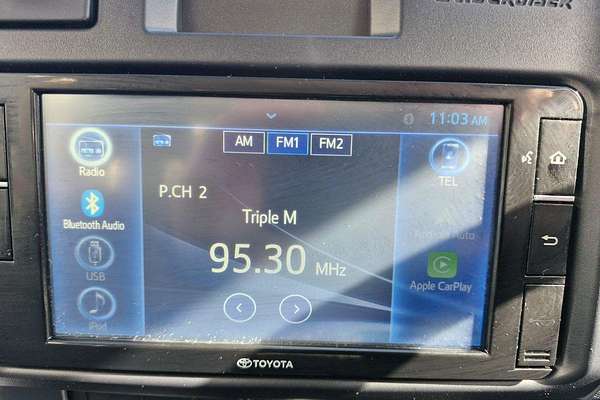 11:03 AM
AM FM1 FM2
Radio
TEL
P.CH 2
Bluetooth Audio
Triple M
Android Auto
95.30 MHz
USB
Apple CarPlay
iPod
TOYOTA